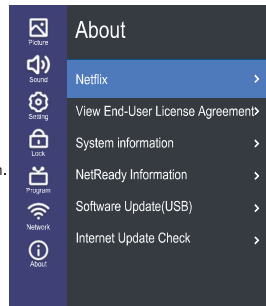 About
Picture
Sound
Setting
Lock
Program
Network
About
Netflix
View End-User License Agreement
System information
NetReady Information
Software Update(USB)
Internet Update Check